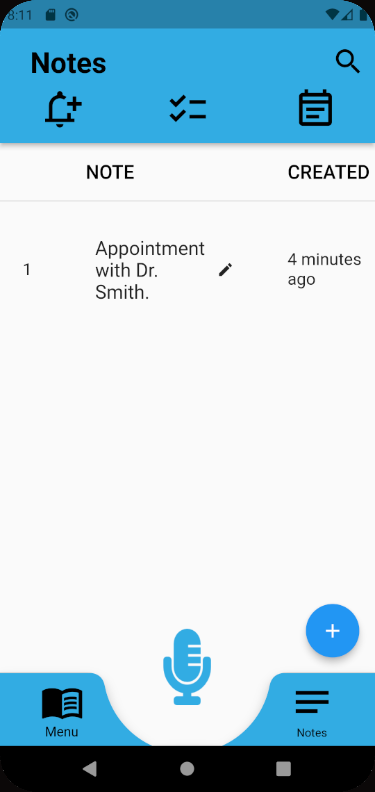 8:11
Notes
NOTE CREATED
1
Appointment
with Dr.
Smith.
4 minutes
ago
Menu
Notes